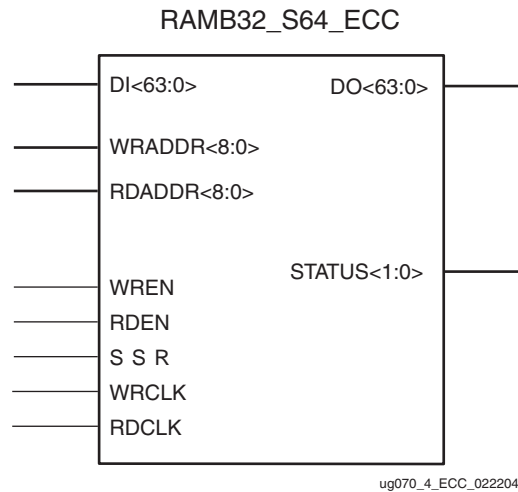 RAMB32_S64_ECC
DI<63:0>
DO<63:0>
WRADDR<8:0>
RDADDR<8:0>
STATUS<1:0>
WREN
RDEN
S S R
WRCLK
RDCLK
ug070_4_ECC_022204